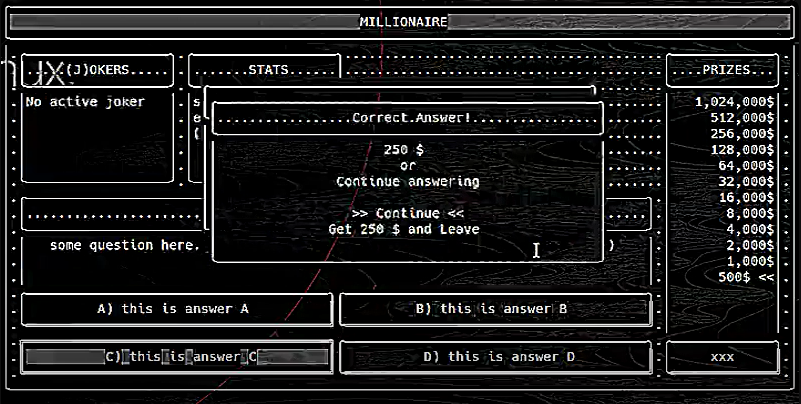 MILLIONAIRE
(J)OKERS.....
.......STATS...
...PRIZES...
No active joker
Correct.Answer!
250 $
or
Continue answering
>> Continue <<
Get 250 $ and Leave
some question here.
1,024,000$
512,000$
256,000$
128,000$
64,000$
32,000$
16,000$
8,000$
4,000$
2,000$
1,000$
500$ <<
A) this is answer A
B) this is answer B
C) this is answer C
D) this is answer D
xxx